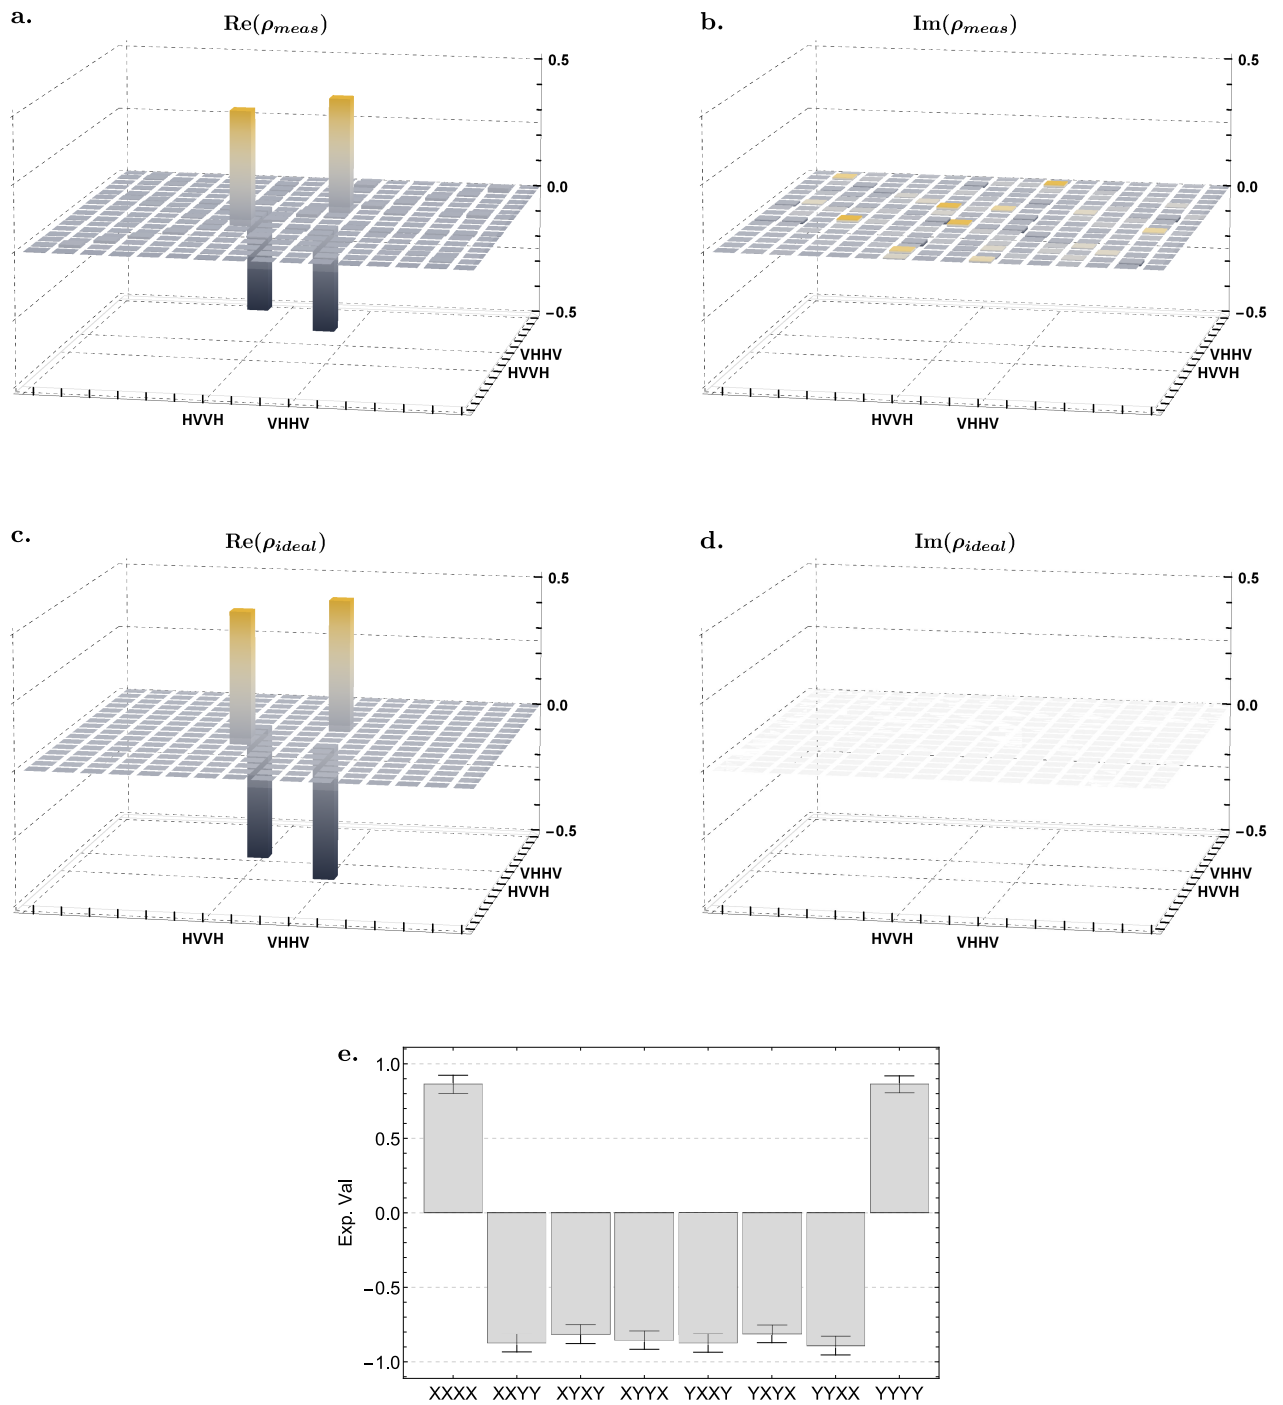 a.
Re(ρmeas)
0.5
0.0
−0.5
VHHV
HVVH
HVVH
VHHV
b.
Im(ρmeas)
0.5
0.0
−0.5
VHHV
HVVH
HVVH
VHHV
c.
Re(ρideal)
0.5
0.0
−0.5
VHHV
HVVH
HVVH
VHHV
d.
Im(ρideal)
0.5
0.0
−0.5
VHHV
HVVH
HVVH
VHHV
e.
Exp. Val
1.0
0.5
0.0
−0.5
−1.0
XXXX XXYY XYXY XYYX YXXY YXYX YYXX YYYY